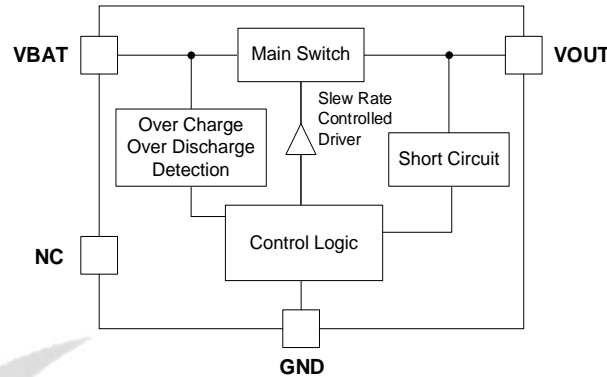 VBAT
Main Switch
VOUT
Slew Rate
Controlled
Driver
Over Charge
Over Discharge
Detection
Short Circuit
Control Logic
NC
GND